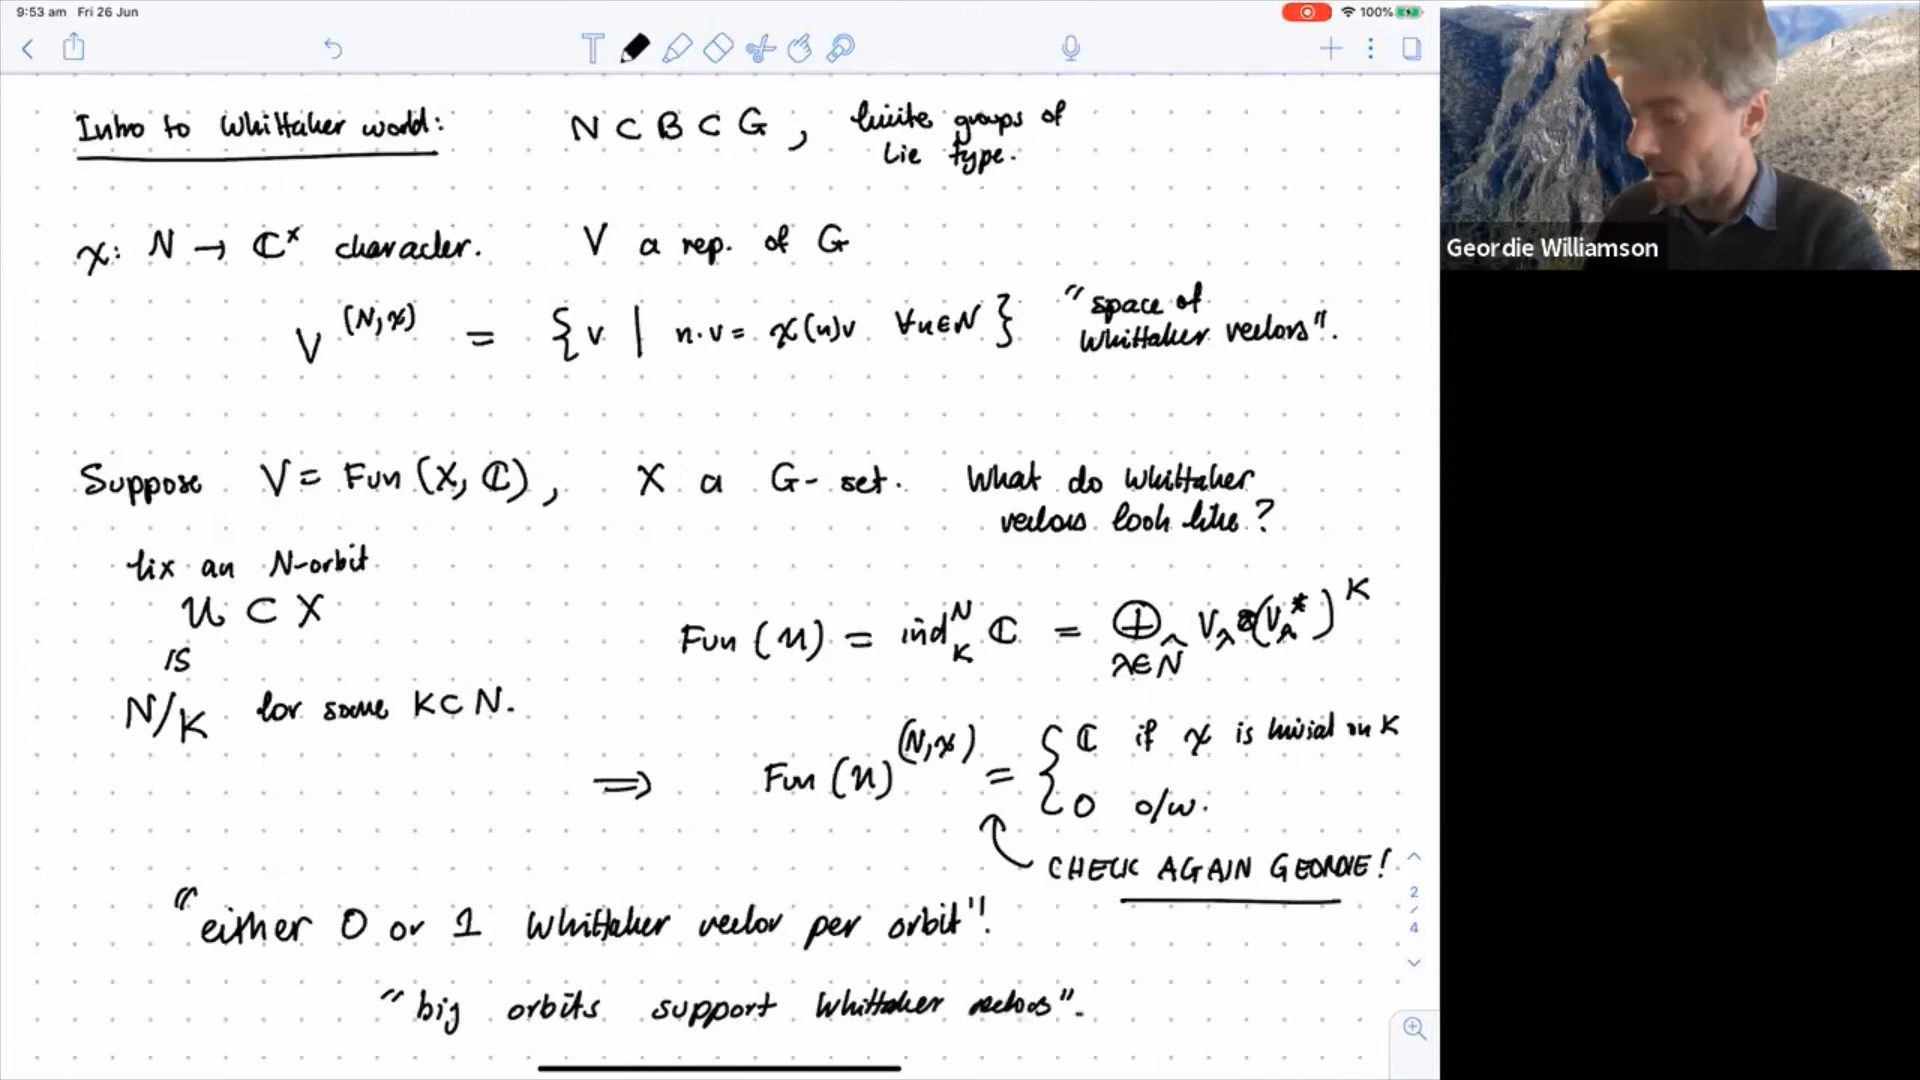 9:53 am Fri 26 Jun
100%
Intro to Whittaker world: N ⊂ B ⊂ G, finite groups of
Lie type.
χ: N → ℂ^× character. V a rep. of G
V^(N,χ) = {v | n·v = χ(n)v ∀n∈N} "space of
Whittaker vectors".
Geordie Williamson
Suppose V = Fun(X, ℂ), X a G-set. What do Whittaker
vectors look like?
fix an N-orbit
U ⊂ X
Fun(U) = ind_K^N ℂ = ⊕_{λ∈N̂} V_λ ⊗ (V_λ^*)^K
IS
N/K for some K⊂N.
⟹ Fun(U)^(N,χ) = { ℂ if χ is trivial on K
0 o/w.
CHECK AGAIN GEORDIE!
"either 0 or 1 Whittaker vector per orbit"!
"big orbits support Whittaker vectors".
2
/
4